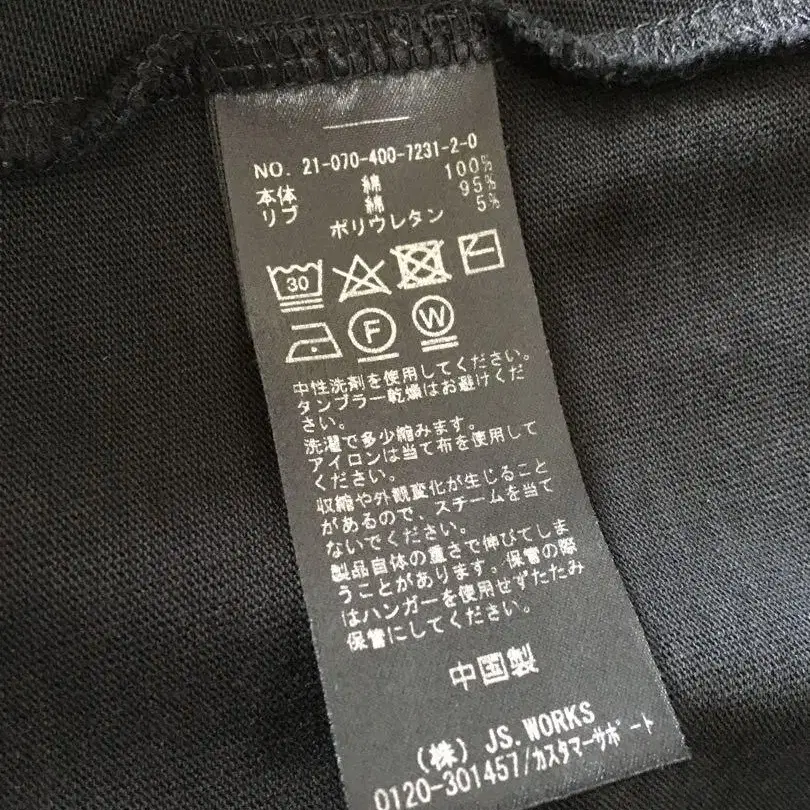 NO. 21-070-400-7231-2-0
本体 綿 100%
リブ 綿 95%
ポリウレタン 5%
30
F W
中性洗剤を使用してください。
タンブラー乾燥はお避けくだ
さい。
洗濯で多少縮みます。
アイロンは当て布を使用して
ください。
収縮や外観変化が生じること
があるので、スチームを当て
ないでください。
製品自体の重さで伸びてしま
うことがあります。保管の際
はハンガーを使用せずたたみ
保管にしてください。
中国製
(株) JS.WORKS
0120-301457/カスタマーサポート